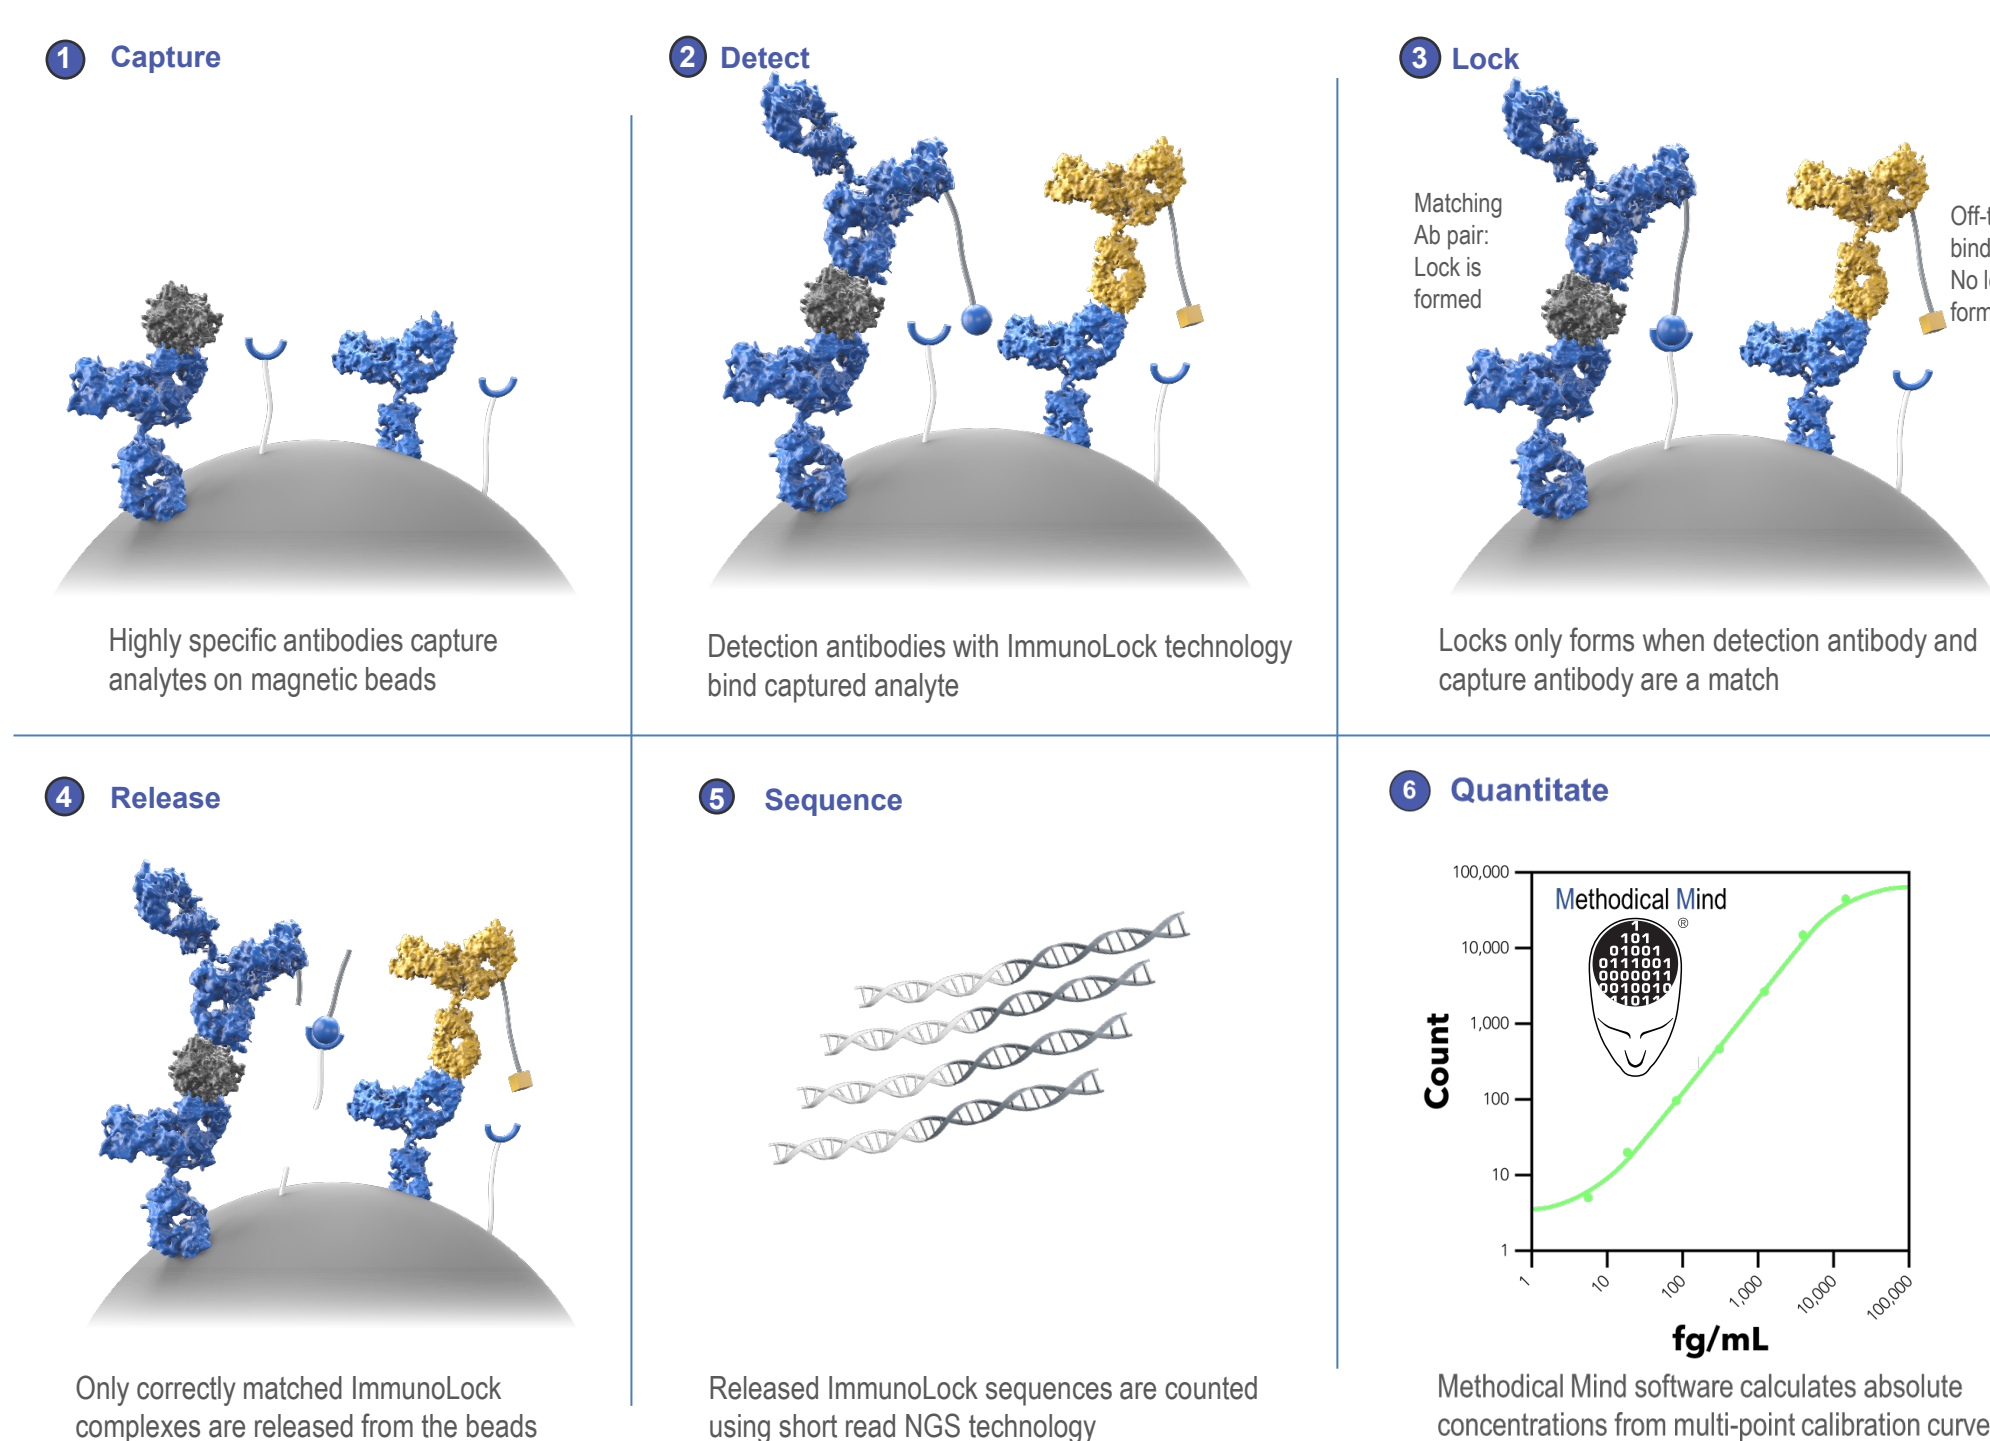 1 Capture
Highly specific antibodies capture
analytes on magnetic beads
2 Detect
Detection antibodies with ImmunoLock technology
bind captured analyte
3 Lock
Matching
Ab pair:
Lock is
formed
Off-
bind
No
form
Locks only forms when detection antibody and
capture antibody are a match
4 Release
Only correctly matched ImmunoLock
complexes are released from the beads
5 Sequence
Released ImmunoLock sequences are counted
using short read NGS technology
6 Quantitate
Methodical Mind
®
1
101
01001
0111001
0000011
0010010
11011
Count
100,000
10,000
1,000
100
10
1
1 10 100 1,000 10,000 100,000
fg/mL
Methodical Mind software calculates absolute
concentrations from multi-point calibration curve